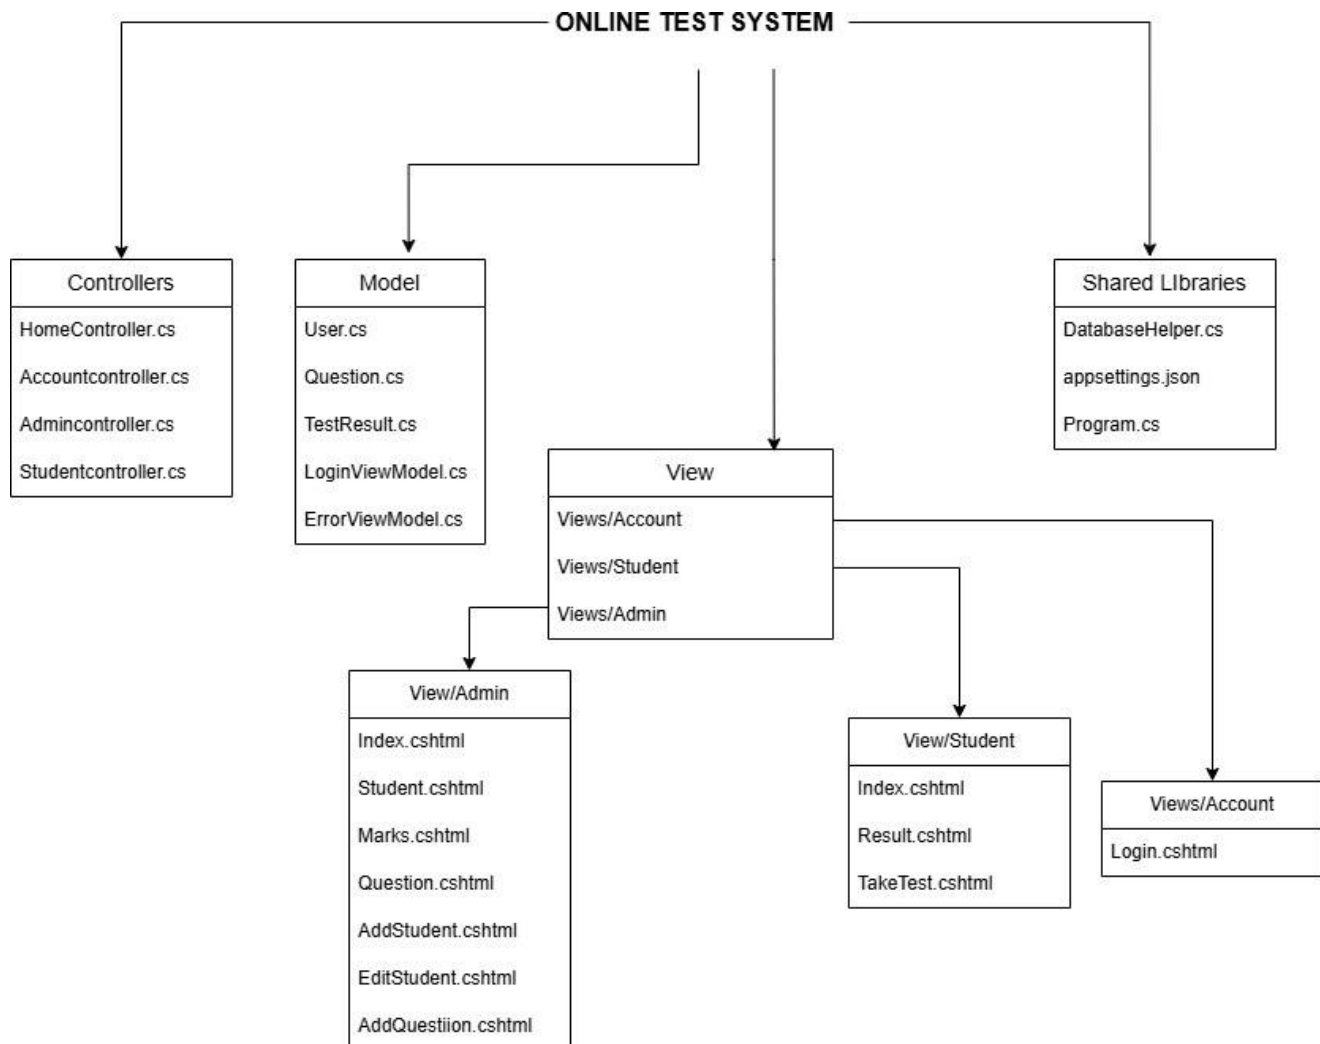 ONLINE TEST SYSTEM
Controllers
HomeController.cs
Accountcontroller.cs
Admincontroller.cs
Studentcontroller.cs
Model
User.cs
Question.cs
TestResult.cs
LoginViewModel.cs
ErrorViewModel.cs
Shared LIbraries
DatabaseHelper.cs
appsettings.json
Program.cs
View
Views/Account
Views/Student
Views/Admin
View/Admin
Index.cshtml
Student.cshtml
Marks.cshtml
Question.cshtml
AddStudent.cshtml
EditStudent.cshtml
AddQuestiion.cshtml
View/Student
Index.cshtml
Result.cshtml
TakeTest.cshtml
Views/Account
Login.cshtml